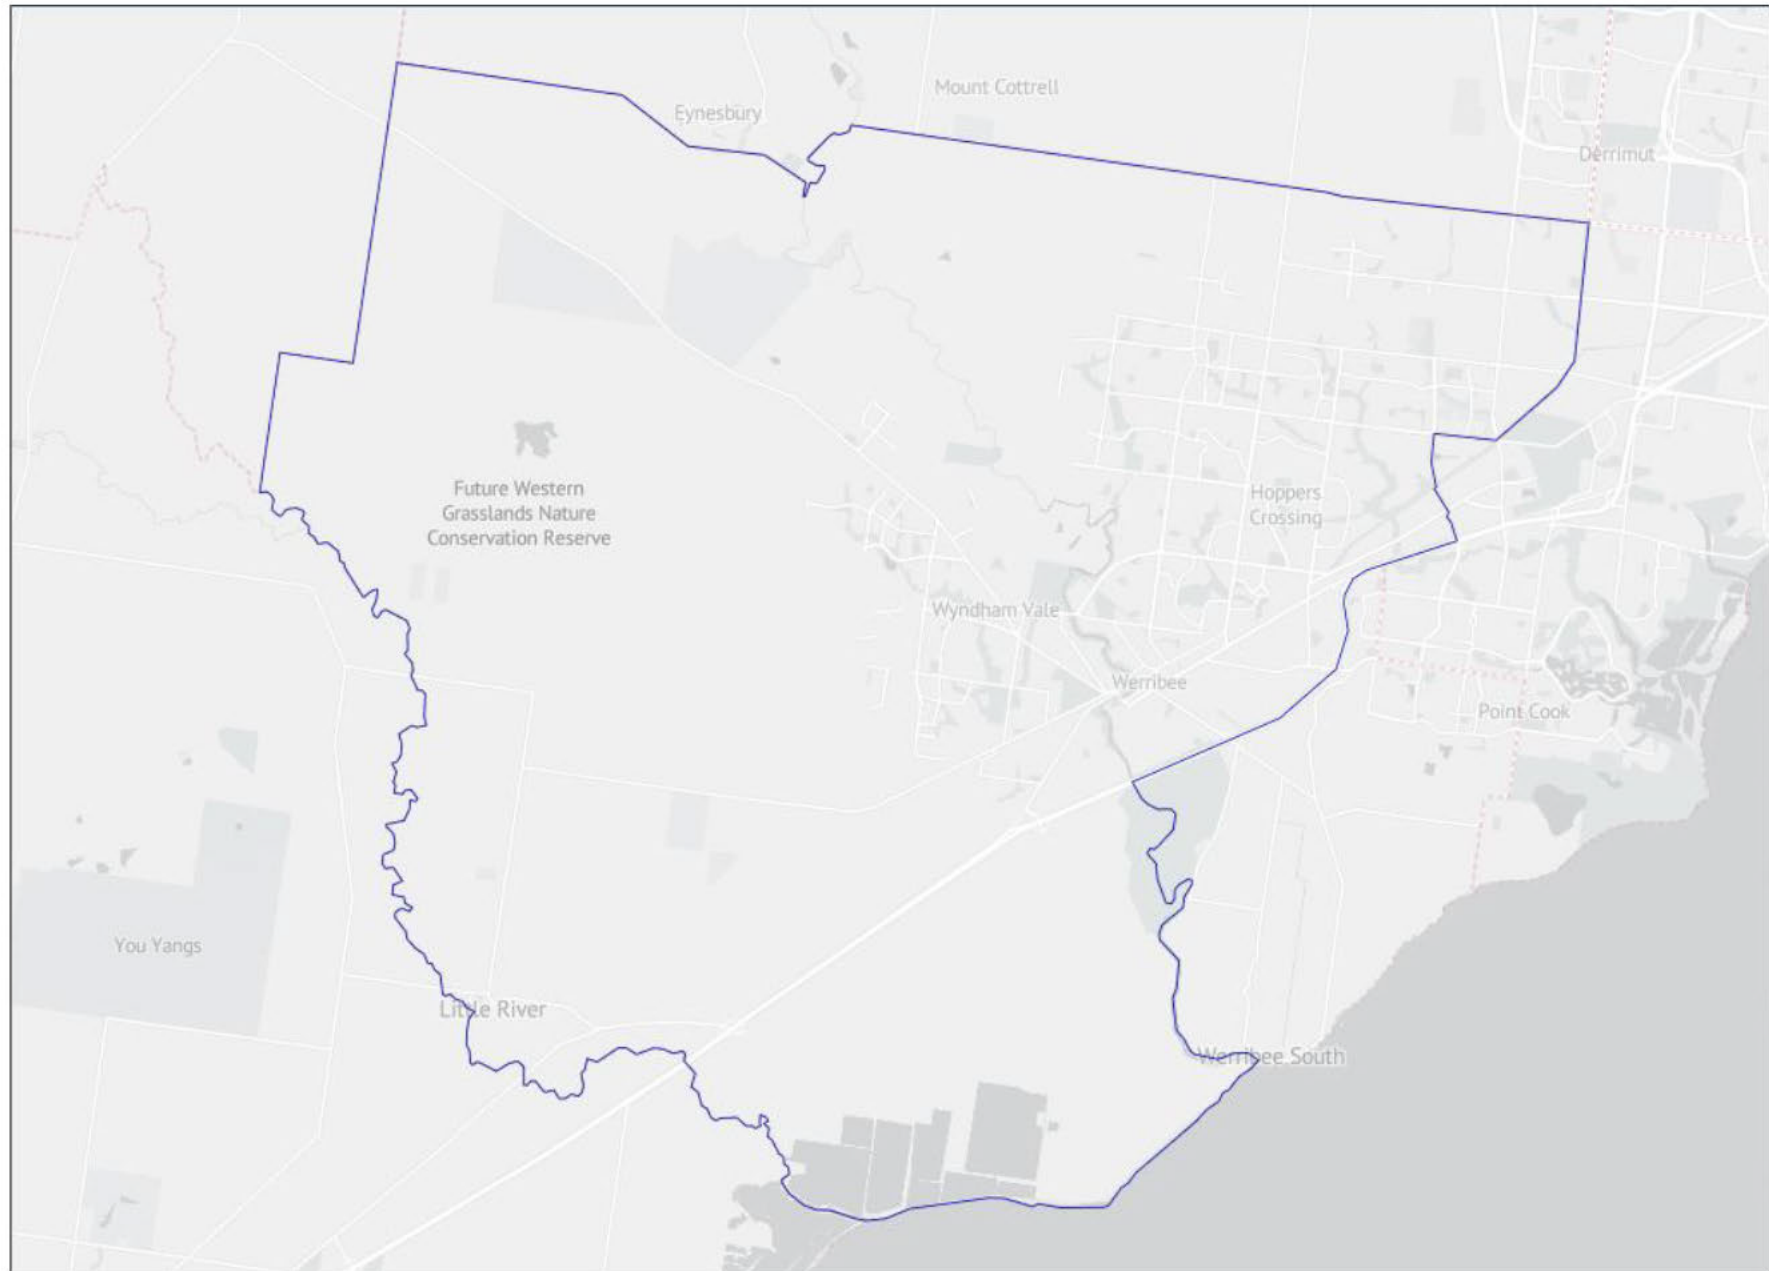 Mount Cottrell
Eynesbury
Derrimut
Future Western
Grasslands Nature
Conservation Reserve
Hoppers
Crossing
Wyndham Vale
Werribee
Point Cook
You Yangs
Little River
Werribee South